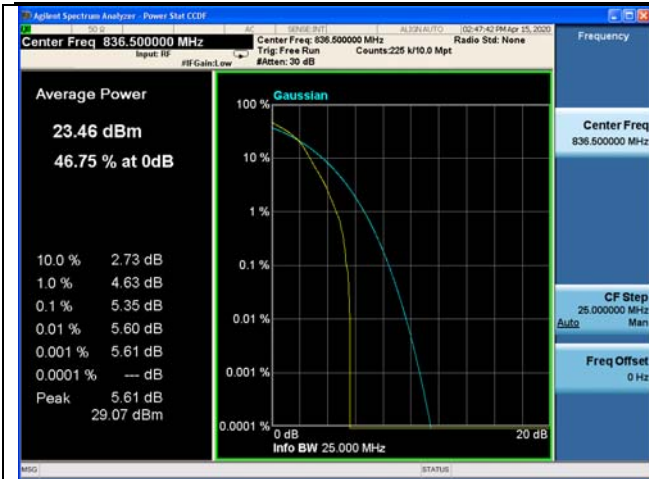 Agilent Spectrum Analyzer - Power Stat CCDF
50 Ω AC SENSE:INT ALIGN AUTO 02:47:42 PM Apr 15, 2020
Center Freq 836.500000 MHz
Input: RF
#IFGain:Low
Center Freq: 836.500000 MHz
Radio Std: None
Trig: Free Run Counts:225 k/10.0 Mpt
#Atten: 30 dB
Average Power
23.46 dBm
46.75 % at 0dB
10.0 % 2.73 dB
1.0 % 4.63 dB
0.1 % 5.35 dB
0.01 % 5.60 dB
0.001 % 5.61 dB
0.0001 % --- dB
Peak 5.61 dB
29.07 dBm
Gaussian
100 %
10 %
1 %
0.1 %
0.01 %
0.001 %
0.0001 %
0 dB 20 dB
Info BW 25.000 MHz
Frequency
Center Freq
836.500000 MHz
CF Step
25.000000 MHz
Auto Man
Freq Offset
0 Hz
MSG STATUS